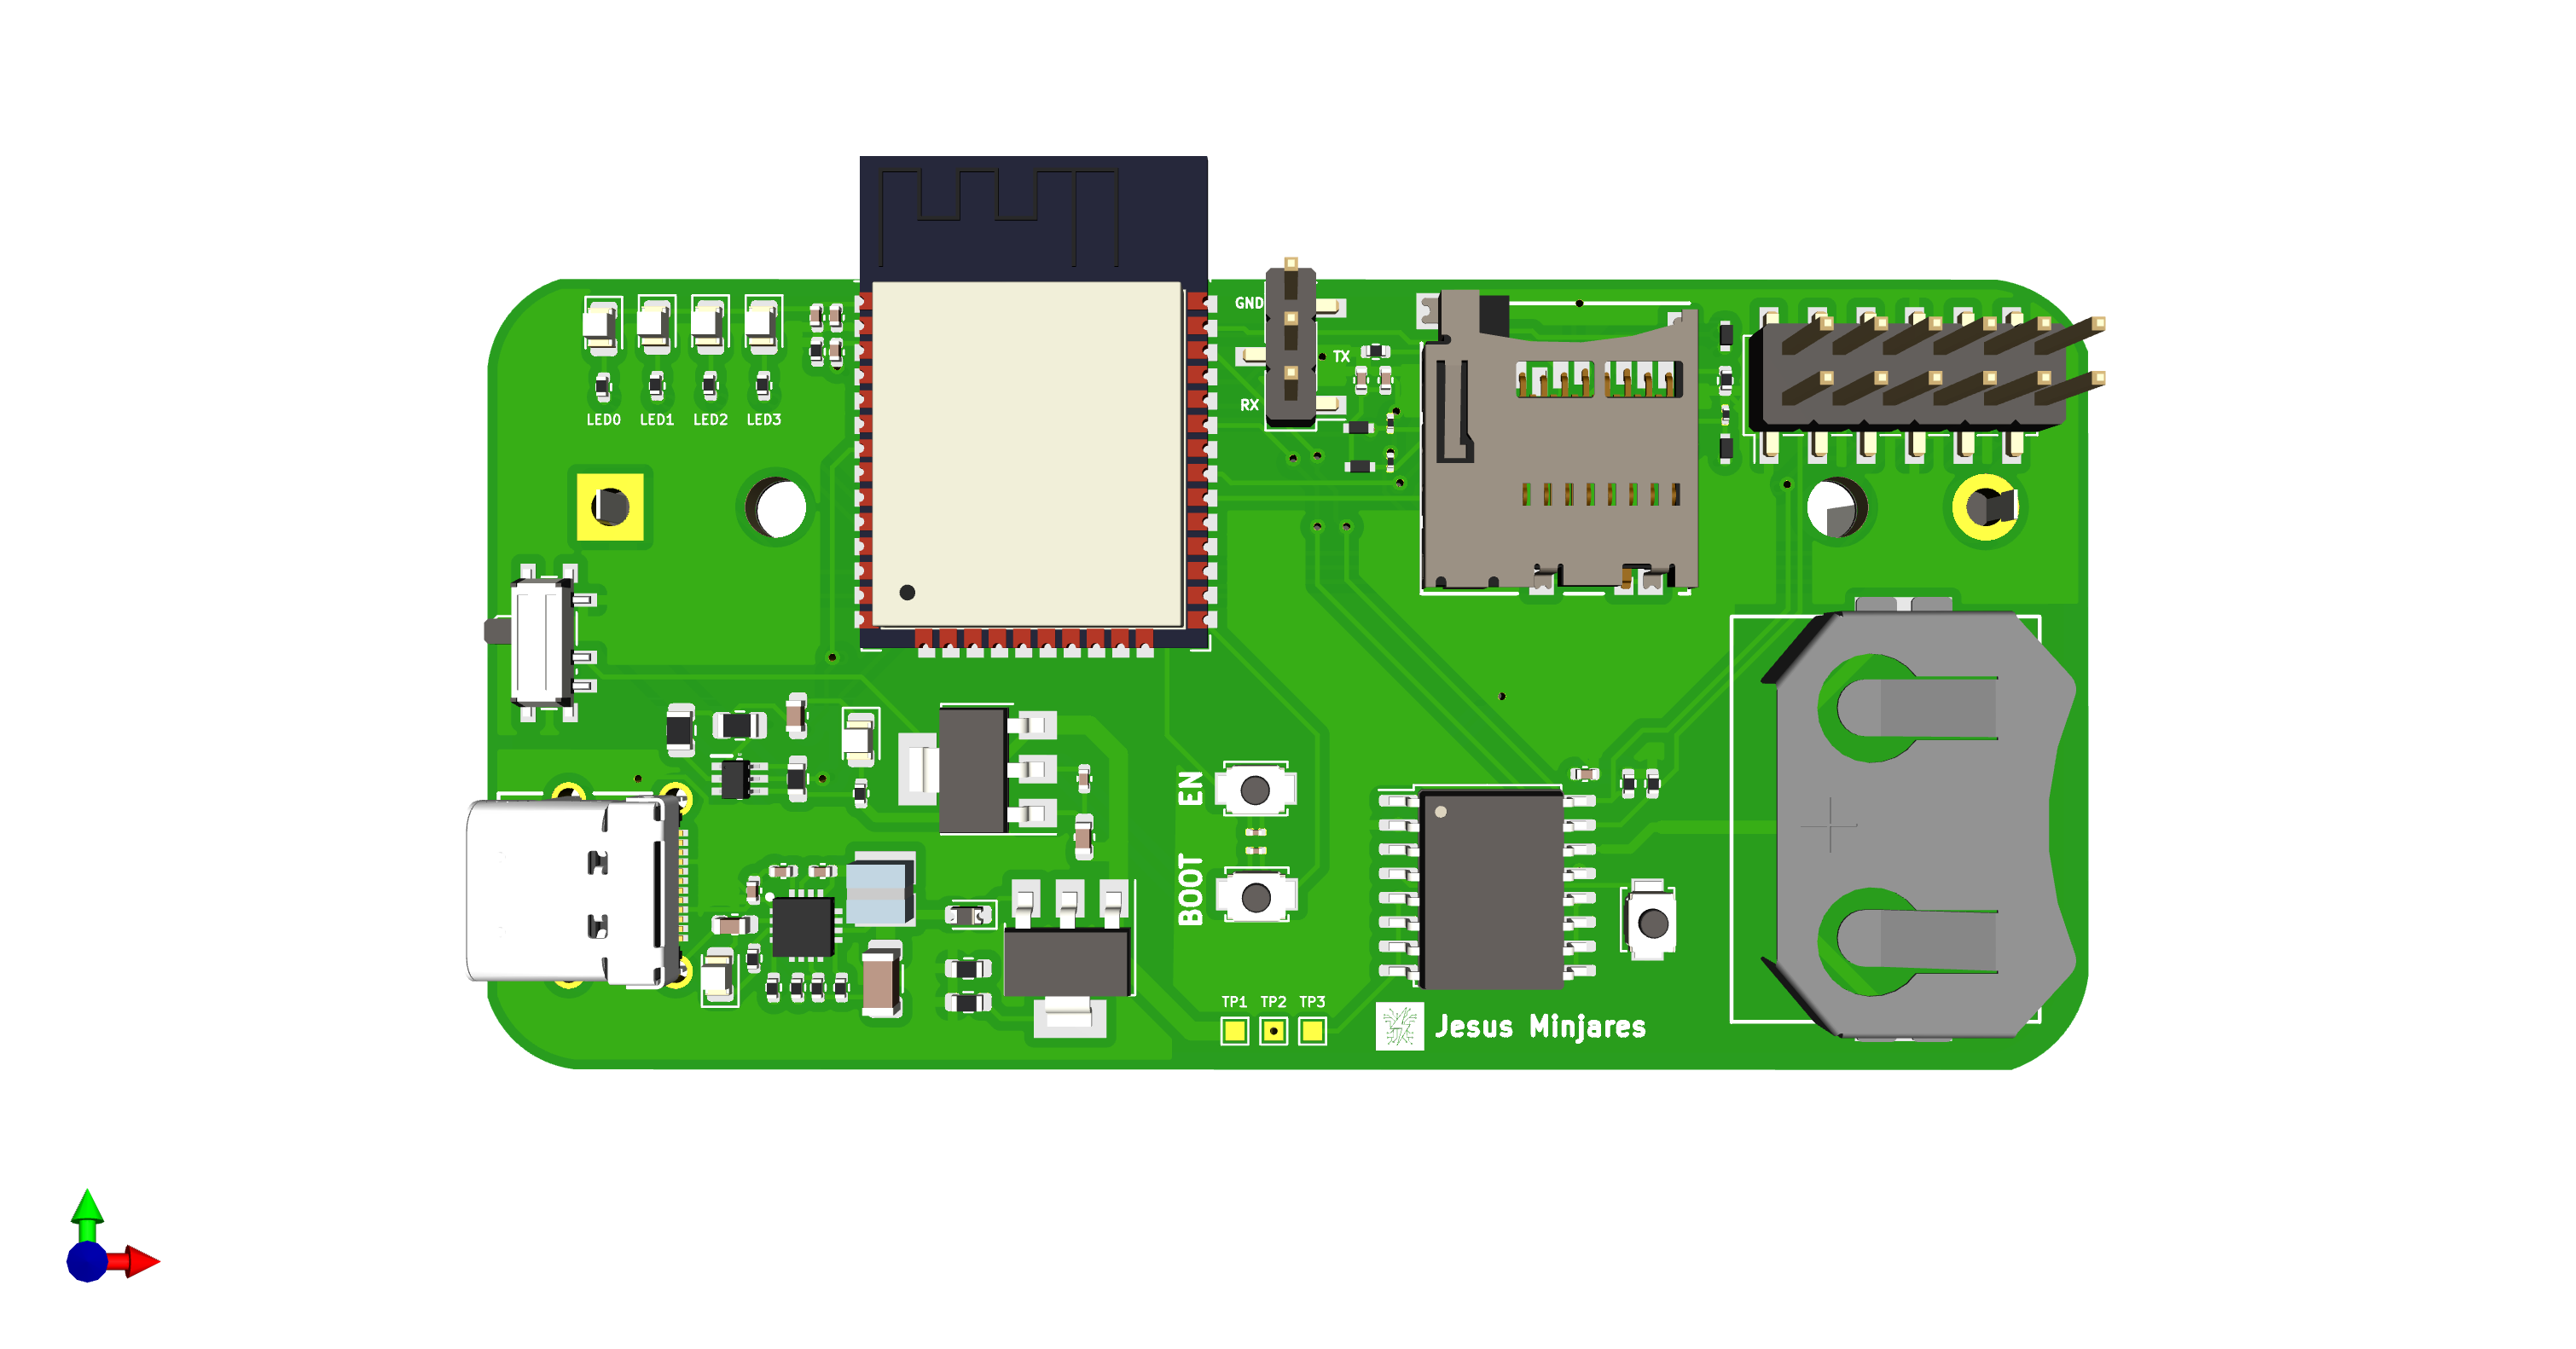 GND
TX
RX
LED0 LED1 LED2 LED3
EN
BOOT
TP1 TP2 TP3
Jesus Minjares